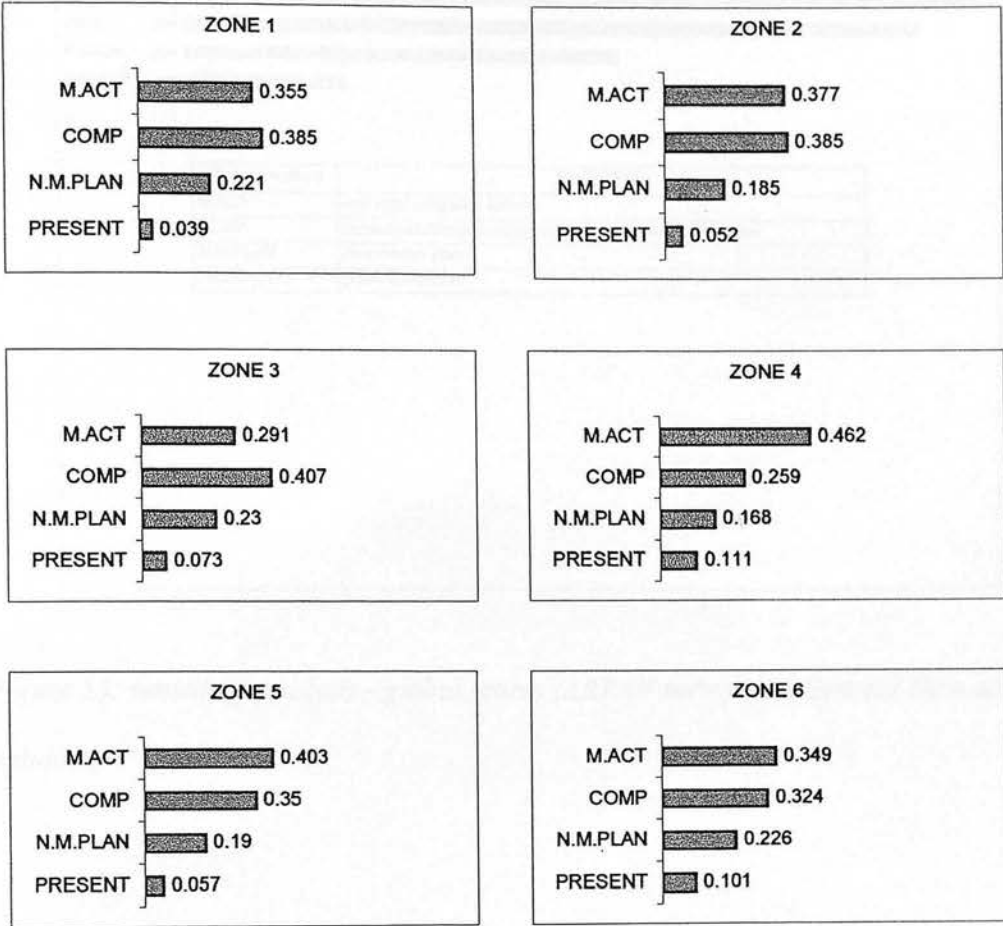 ZONE 1
M.ACT 0.355
COMP 0.385
N.M.PLAN 0.221
PRESENT 0.039
ZONE 2
M.ACT 0.377
COMP 0.385
N.M.PLAN 0.185
PRESENT 0.052
ZONE 3
M.ACT 0.291
COMP 0.407
N.M.PLAN 0.23
PRESENT 0.073
ZONE 4
M.ACT 0.462
COMP 0.259
N.M.PLAN 0.168
PRESENT 0.111
ZONE 5
M.ACT 0.403
COMP 0.35
N.M.PLAN 0.19
PRESENT 0.057
ZONE 6
M.ACT 0.349
COMP 0.324
N.M.PLAN 0.226
PRESENT 0.101